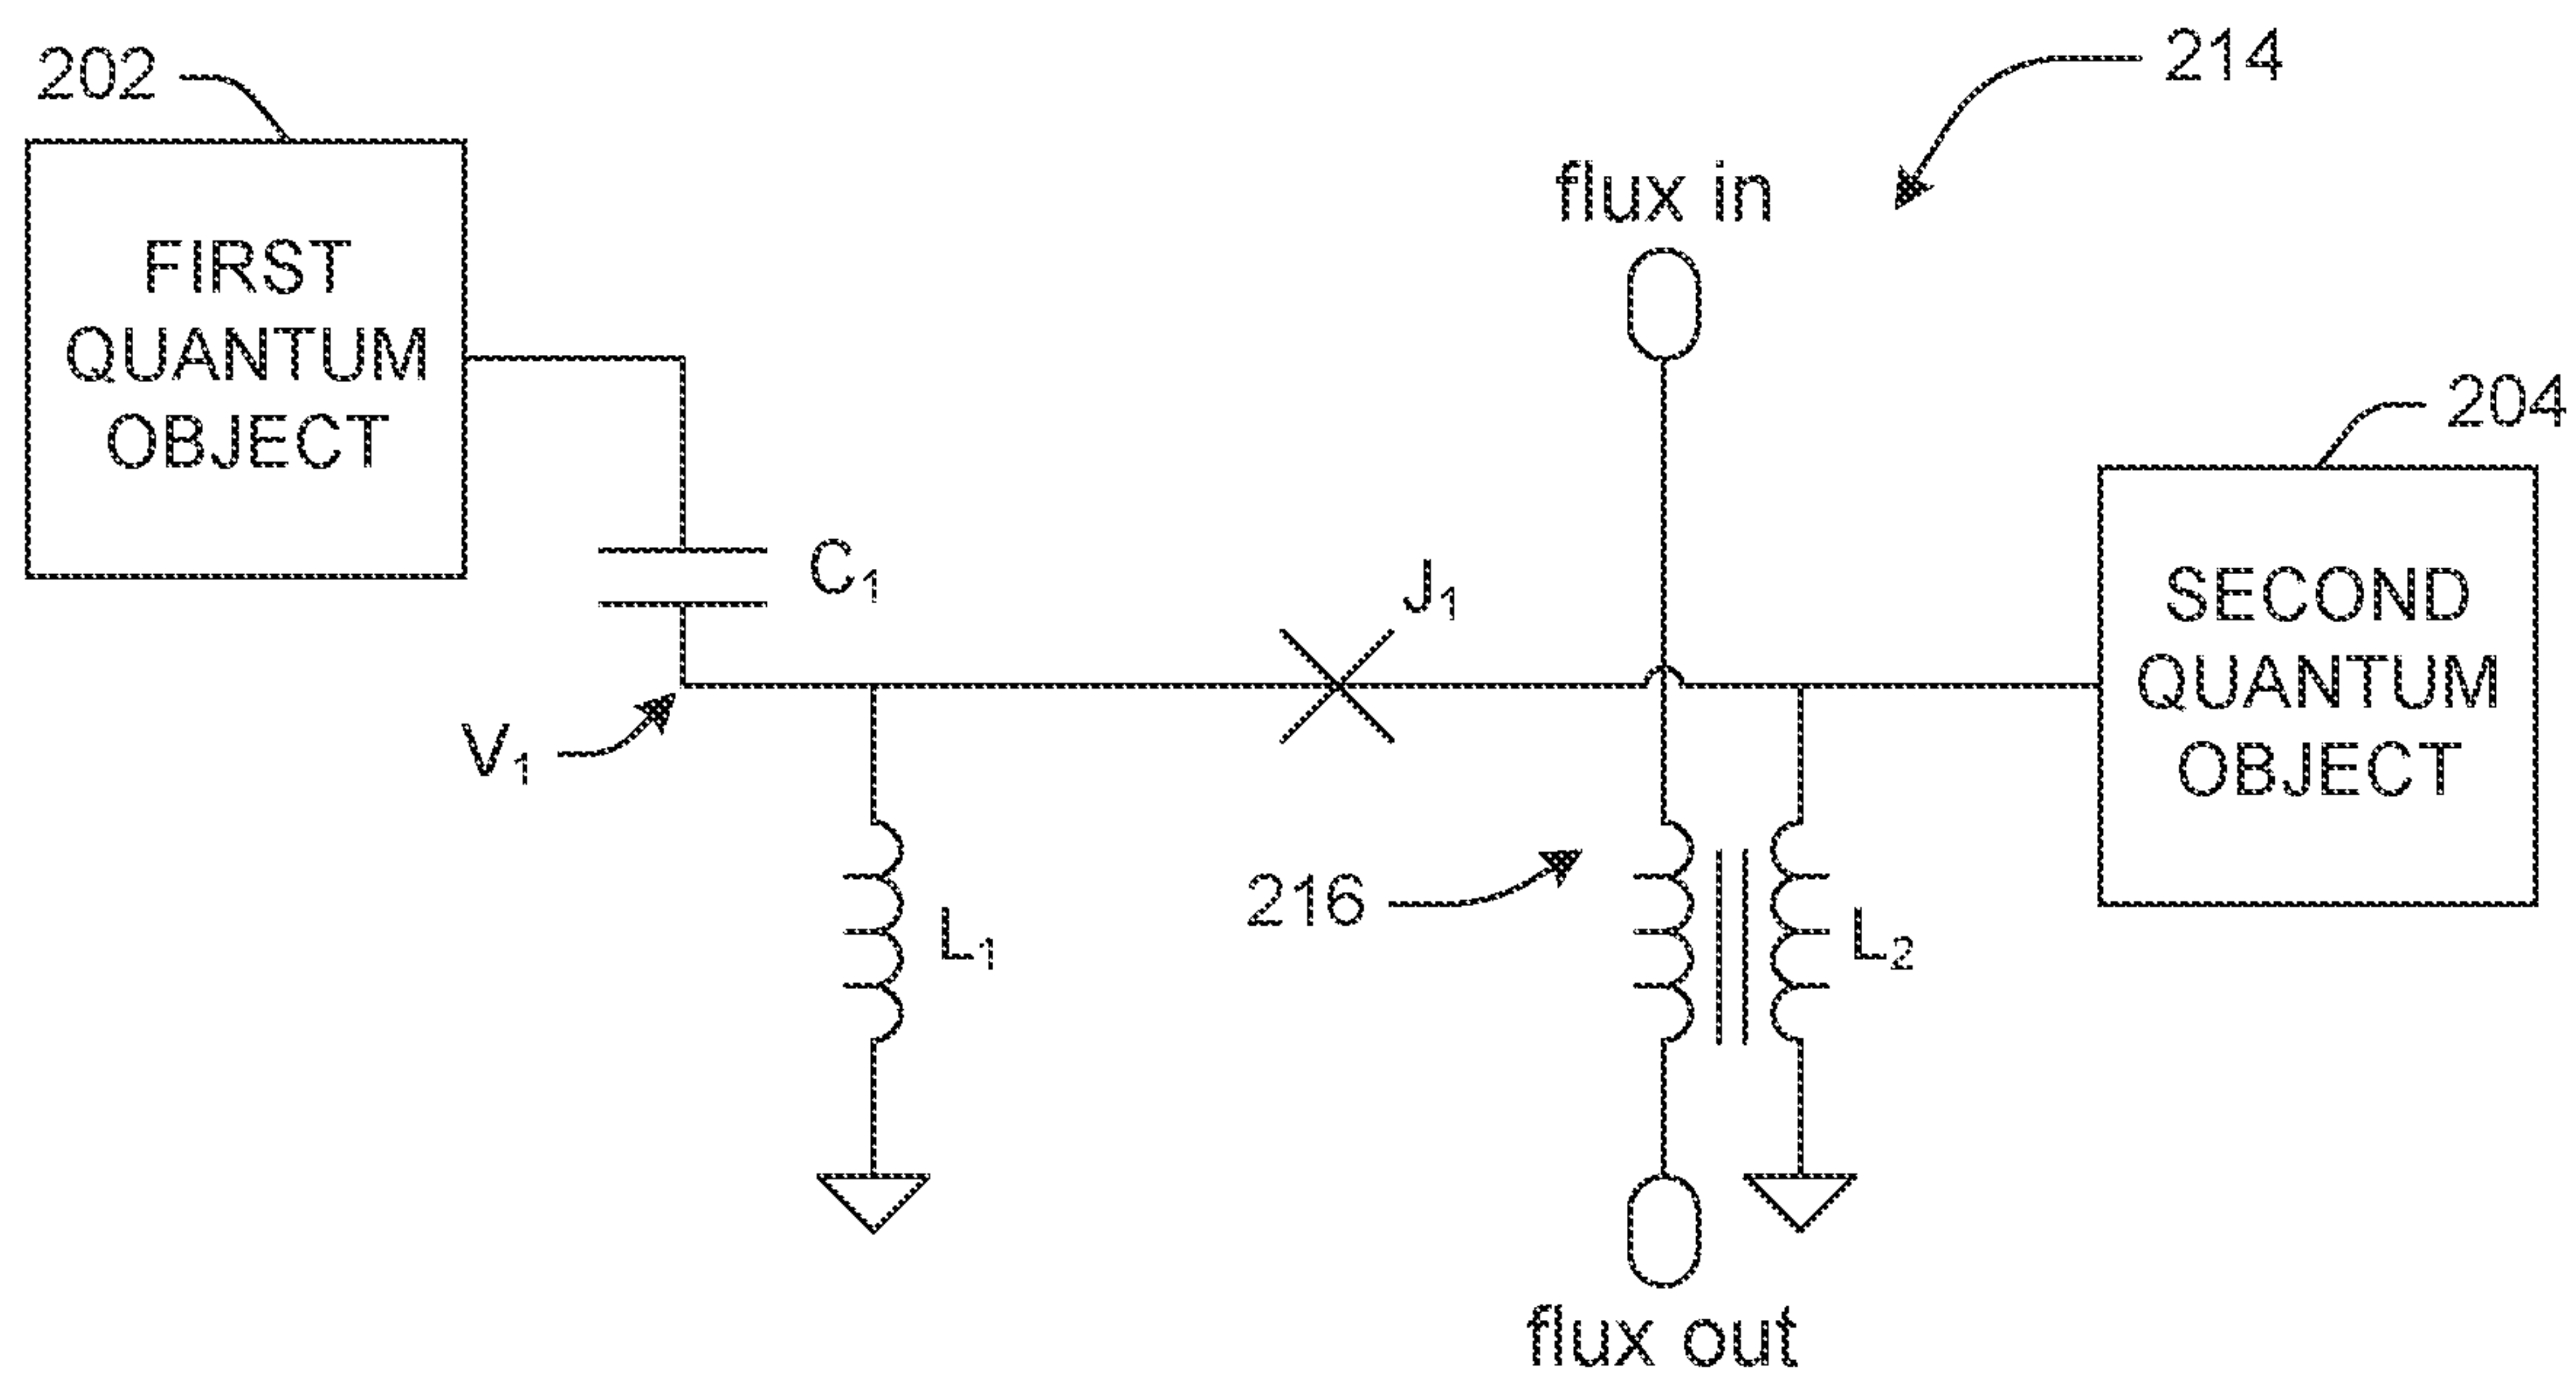 202
214
flux in
FIRST
QUANTUM
OBJECT
204
C₁
J₁
SECOND
QUANTUM
OBJECT
V₁
216
L₁
L₂
flux out